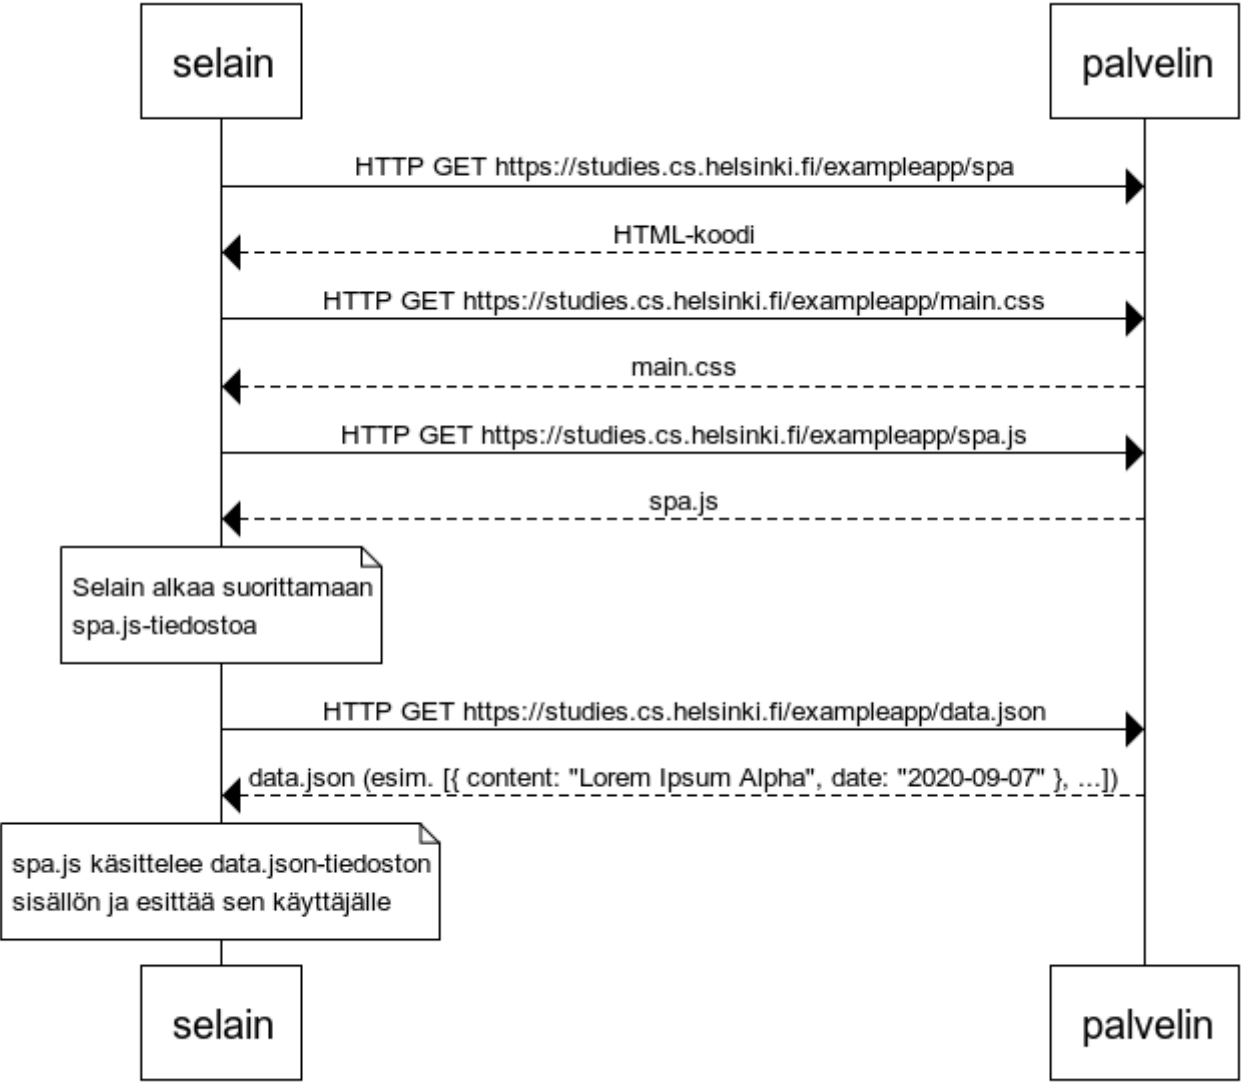 selain
palvelin
HTTP GET https://studies.cs.helsinki.fi/exampleapp/spa
HTML-koodi
HTTP GET https://studies.cs.helsinki.fi/exampleapp/main.css
main.css
HTTP GET https://studies.cs.helsinki.fi/exampleapp/spa.js
spa.js
Selain alkaa suorittamaan
spa.js-tiedostoa
HTTP GET https://studies.cs.helsinki.fi/exampleapp/data.json
data.json (esim. [{ content: "Lorem Ipsum Alpha", date: "2020-09-07" }, ...])
spa.js käsittelee data.json-tiedoston
sisällön ja esittää sen käyttäjälle
selain
palvelin